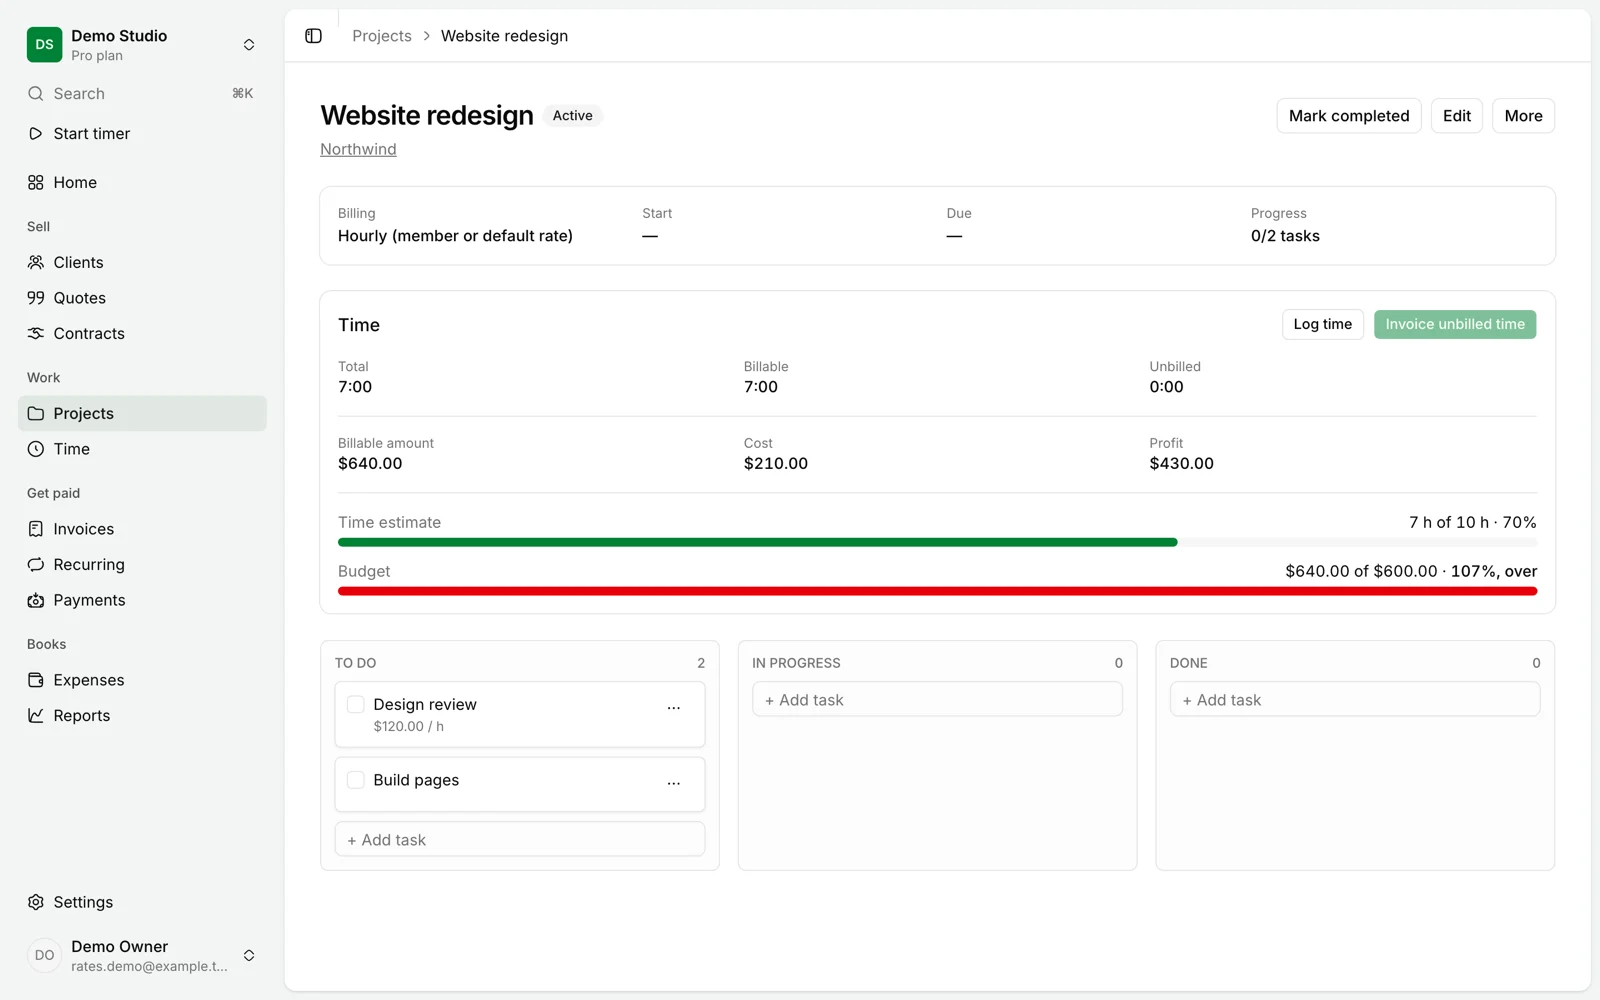 DS
Demo Studio
Pro plan
Search ⌘K
Start timer
Home
Sell
Clients
Quotes
Contracts
Work
Projects
Time
Get paid
Invoices
Recurring
Payments
Books
Expenses
Reports
Settings
DO
Demo Owner
rates.demo@example.t...
Projects > Website redesign
Website redesign Active
Northwind
Mark completed Edit More
Billing Start Due Progress
Hourly (member or default rate) — — 0/2 tasks
Time Log time Invoice unbilled time
Total Billable Unbilled
7:00 7:00 0:00
Billable amount Cost Profit
$640.00 $210.00 $430.00
Time estimate 7 h of 10 h · 70%
Budget $640.00 of $600.00 · 107%, over
TO DO 2
Design review ...
$120.00 / h
Build pages ...
+ Add task
IN PROGRESS 0
+ Add task
DONE 0
+ Add task